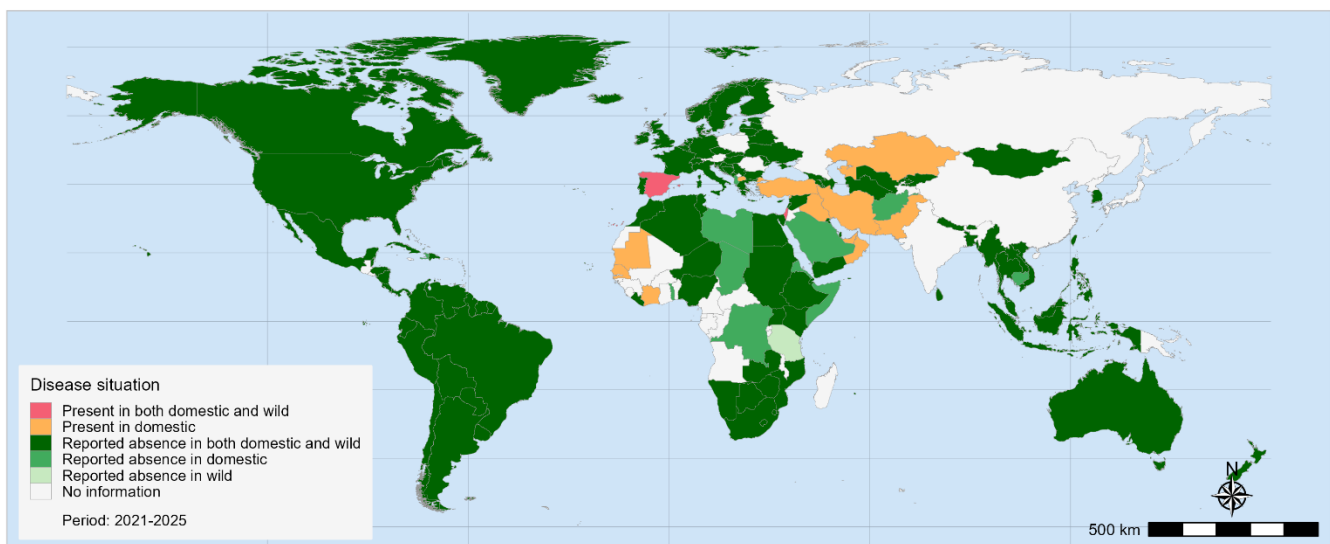 Disease situation
Present in both domestic and wild
Present in domestic
Reported absence in both domestic and wild
Reported absence in domestic
Reported absence in wild
No information
Period: 2021-2025
N
500 km